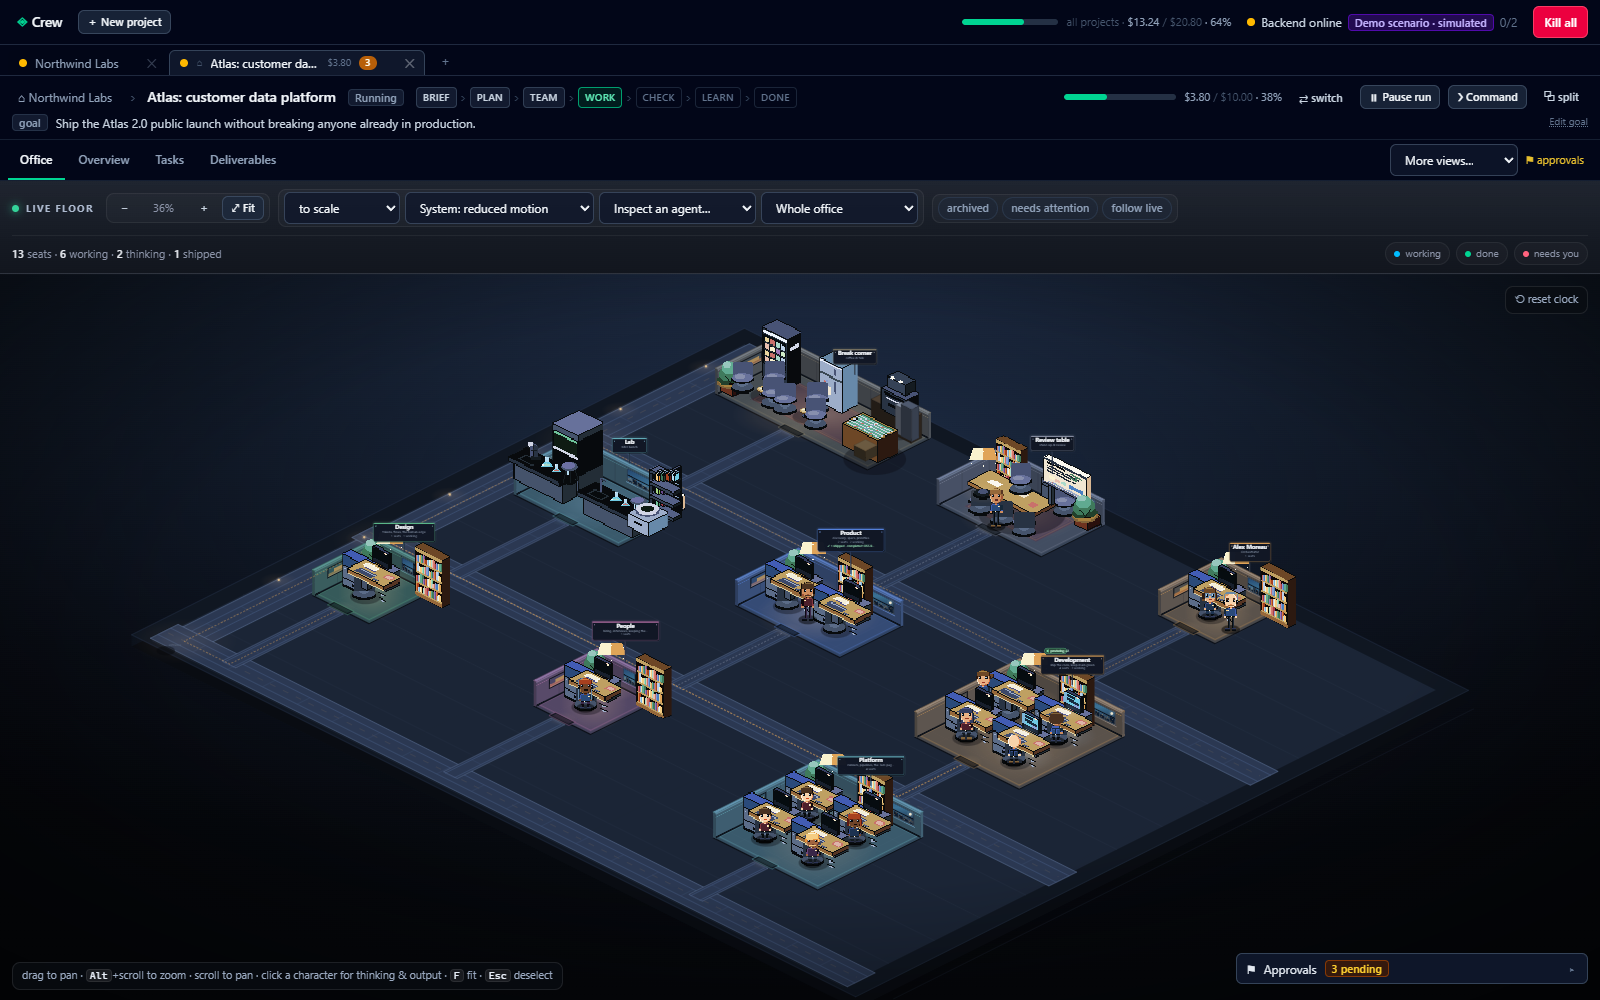 Crew
+ New project
all projects · $13.24 / $20.80 · 64%
Backend online
Demo scenario · simulated
0/2
Kill all
Northwind Labs
Atlas: customer da...
$3.80
3
Northwind Labs
Atlas: customer data platform
Running
BRIEF
PLAN
TEAM
WORK
CHECK
LEARN
DONE
$3.80 / $10.00 · 38%
switch
Pause run
Command
split
goal
Ship the Atlas 2.0 public launch without breaking anyone already in production.
Edit goal
Office
Overview
Tasks
Deliverables
More views...
approvals
LIVE FLOOR
− 36% +
Fit
to scale
System: reduced motion
Inspect an agent...
Whole office
archived
needs attention
follow live
13 seats · 6 working · 2 thinking · 1 shipped
working
done
needs you
reset clock
Break corner
Lab
Review table
Design
Product
Alex Moreau
People
Development
Platform
drag to pan · Alt +scroll to zoom · scroll to pan · click a character for thinking & output · F fit · Esc deselect
Approvals
3 pending